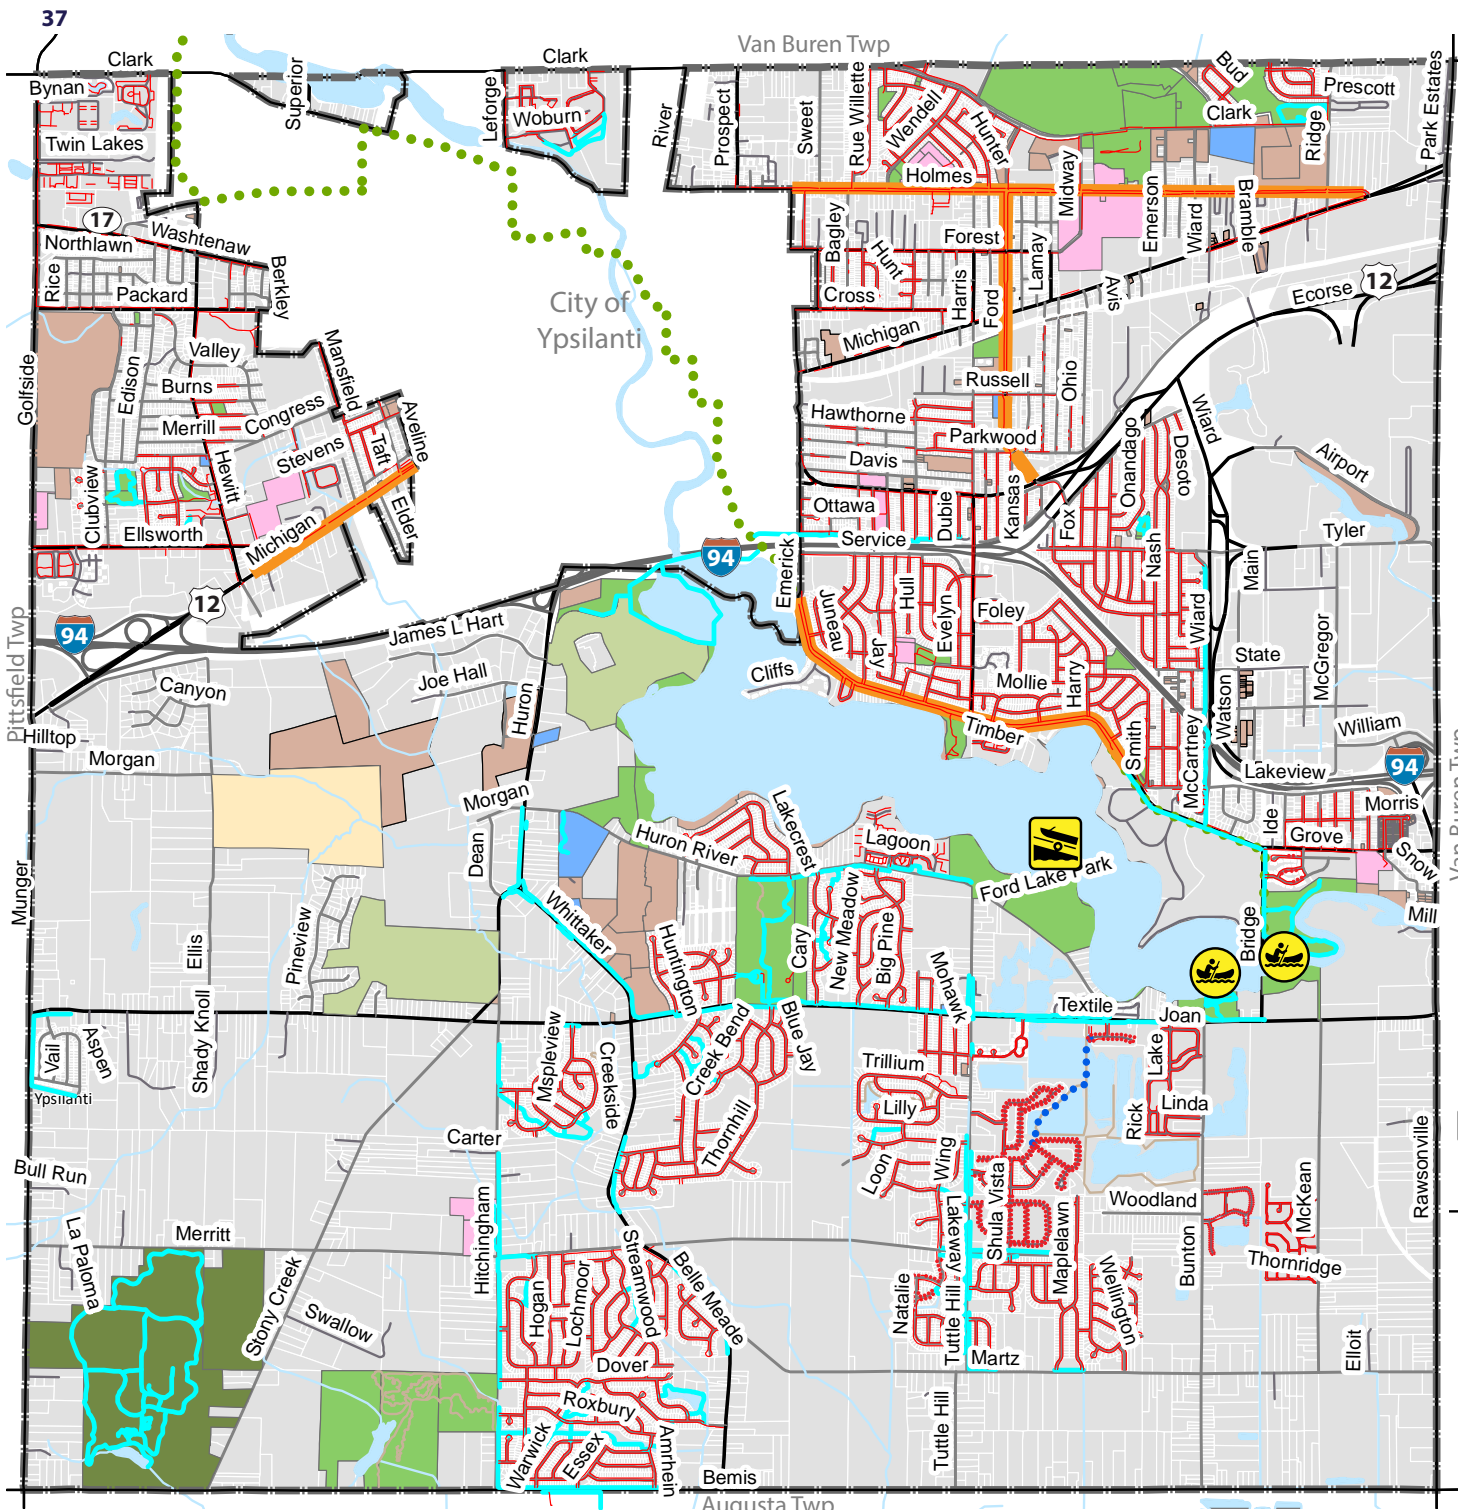 37
Van Buren Twp
Clark
Clark
Bynan
Superior
Leforge
Woburn
River
Prospect
Sweet
Rue Willette
Wendell
Hunter
Bud
Clark
Prescott
Ridge
Park Estates
Twin Lakes
Holmes
Midway
Emerson
Wiard
Bramble
17
Washtenaw
Northlawn
Rice
Packard
Berkley
Bagley
Hunt
Forest
Harris
Ford
Lamay
Avis
Ecorse
12
Cross
Michigan
City of
Ypsilanti
Golfside
Edison
Valley
Burns
Merrill
Congress
Mansfield
Aveline
Stevens
Taft
Russell
Ohio
Hawthorne
Parkwood
Davis
Wiard
Airport
Clubview
Hewitt
Elder
Michigan
Ellsworth
Ottawa
Dubie
Kansas
Fox
Onandago
Desoto
Nash
Tyler
Main
Service
94
Emerick
12
94
Pittsfield Twp
James L Hart
Joe Hall
Canyon
Hilltop
Morgan
Huron
Juneau
Hull
Evelyn
Jay
Foley
Cliffs
Mollie
Harry
Timber
Smith
Wiard
State
McGregor
Watson
McCartney
William
94
Lakeview
Van Buren Twp
Morgan
Dean
Huron River
Lakecrest
Lagoon
Ford Lake Park
Ide
Morris
Grove
Snow
Mill
Munger
Ellis
Pineview
Whittaker
Huntington
Cary
New Meadow
Big Pine
Mohawk
Bridge
Textile
Joan
Vail
Aspen
Shady Knoll
Ypsilanti
Mspleview
Creekside
Creek Bend
Blue Jay
Thornhill
Trillium
Lilly
Loon
Wing
Lake
Rick
Linda
Rawsonville
Carter
Bull Run
La Paloma
Merritt
Hitchingham
Stony Creek
Swallow
Streamwood
Belle Meade
Hogan
Lochmoor
Dover
Roxbury
Warwick
Essex
Amrhein
Bemis
Lakeway
Shula Vista
Maplelawn
Woodland
Bunton
McKean
Thornridge
Natalie
Tuttle Hill
Wellington
Martz
Elloit
Tuttle Hill
Augusta Twp